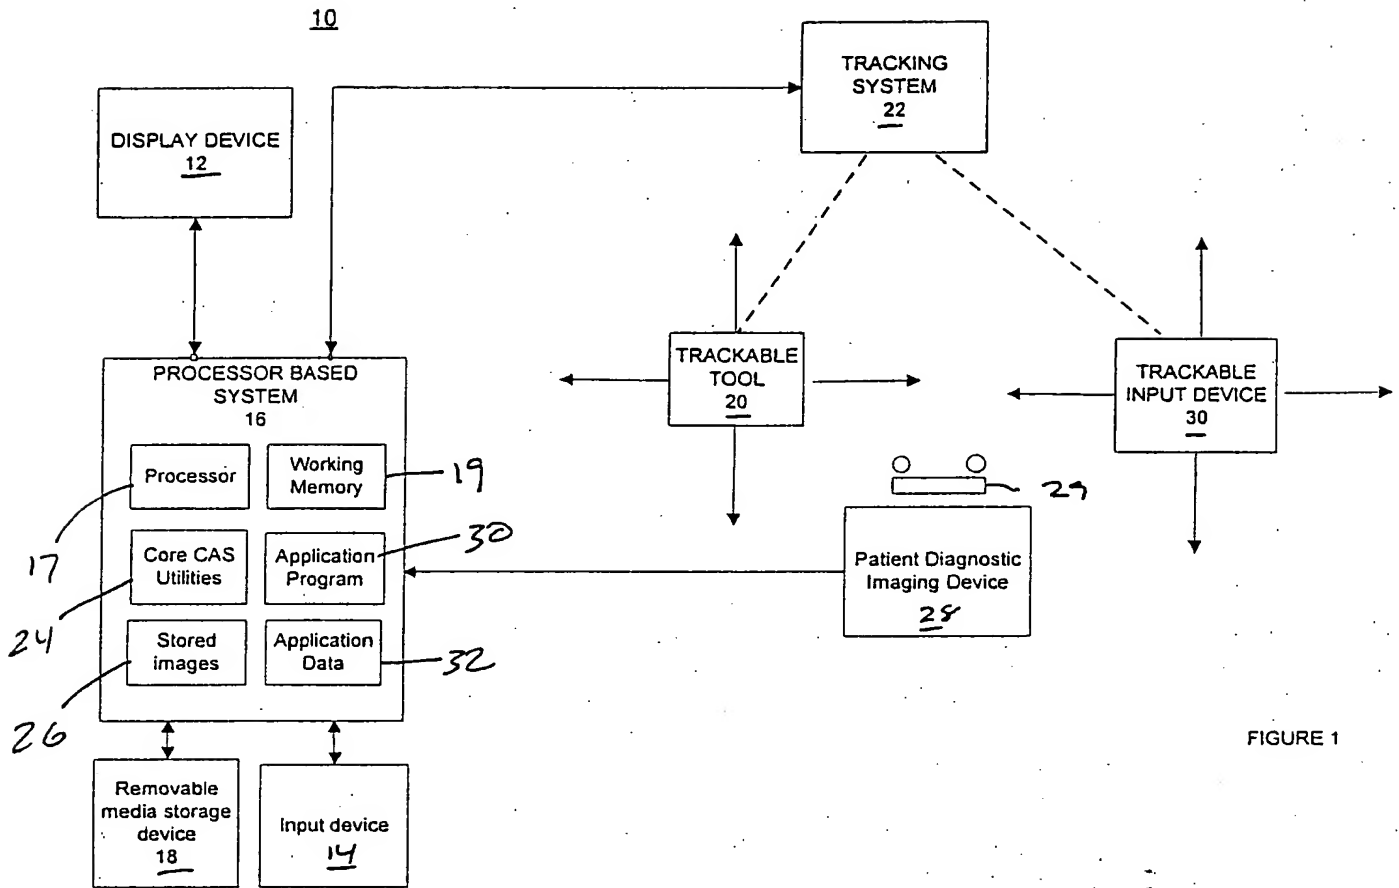 10
TRACKING
SYSTEM
22
DISPLAY DEVICE
12
TRACKABLE
TOOL
20
TRACKABLE
INPUT DEVICE
30
PROCESSOR BASED
SYSTEM
16
Processor
17
Working
Memory
19
Core CAS
Utilities
24
Application
Program
30
Stored
images
26
Application
Data
32
29
Patient Diagnostic
Imaging Device
28
Removable
media storage
device
18
Input device
14
FIGURE 1